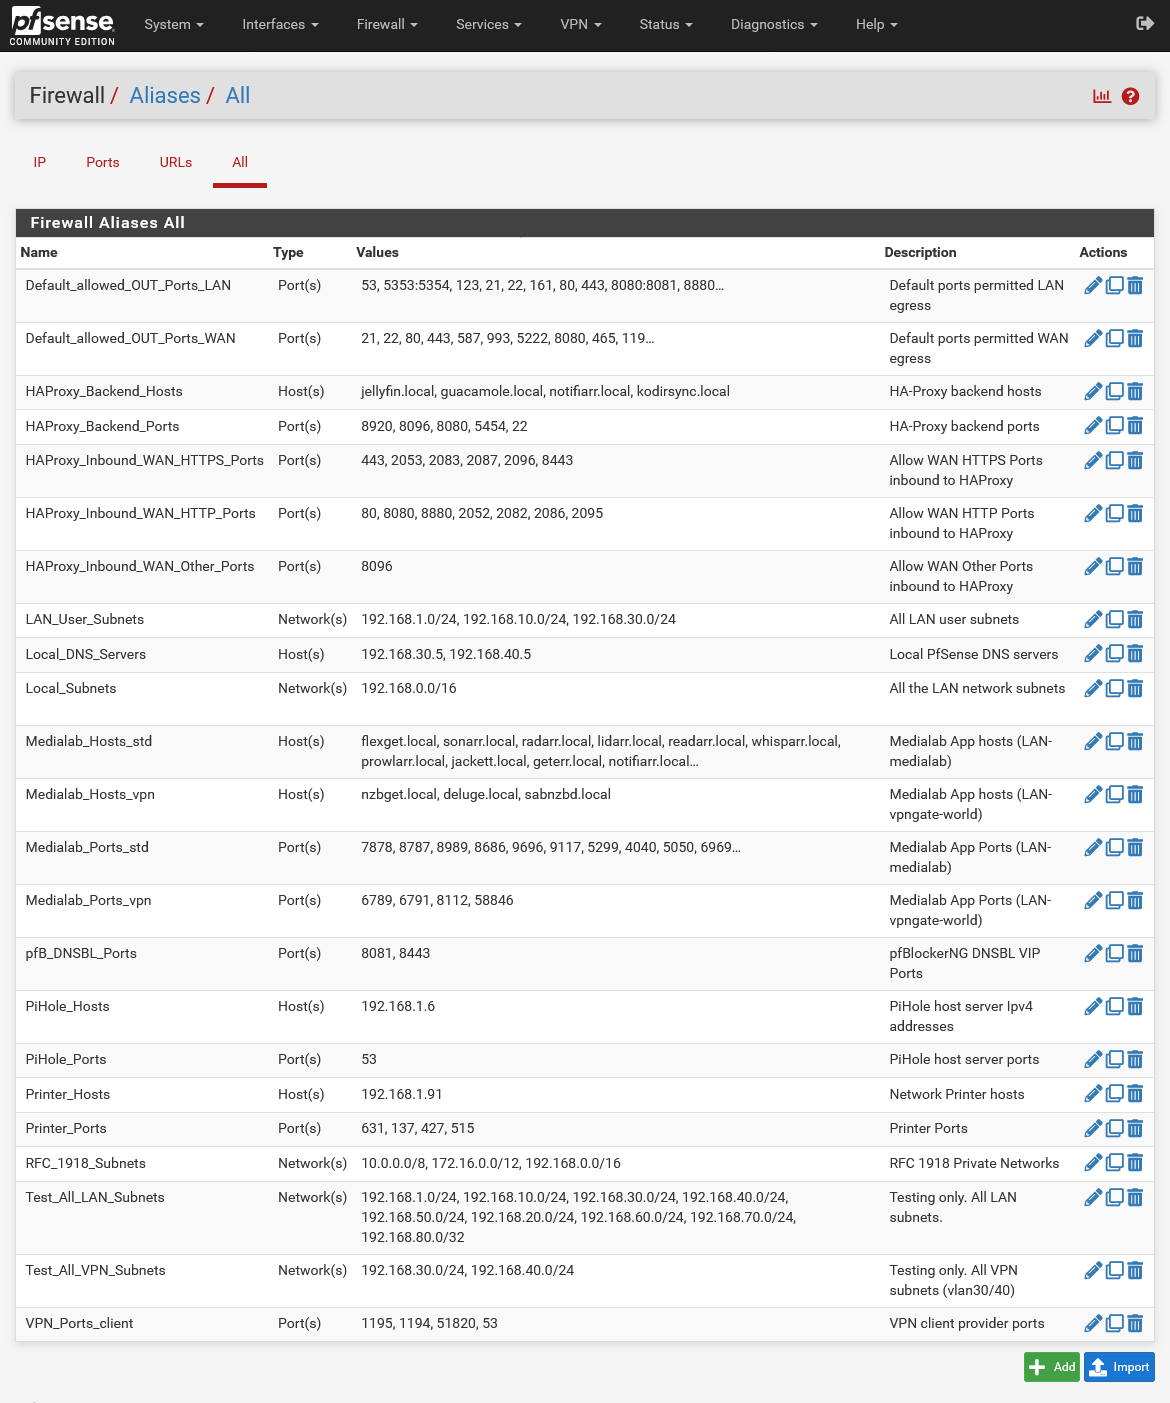 pfsense
COMMUNITY EDITION
System Interfaces Firewall Services VPN Status Diagnostics Help
Firewall / Aliases / All
IP Ports URLs All
Firewall Aliases All
Name Type Values Description Actions
Default_allowed_OUT_Ports_LAN Port(s) 53, 5353:5354, 123, 21, 22, 161, 80, 443, 8080:8081, 8880... Default ports permitted LAN
egress
Default_allowed_OUT_Ports_WAN Port(s) 21, 22, 80, 443, 587, 993, 5222, 8080, 465, 119... Default ports permitted WAN
egress
HAProxy_Backend_Hosts Host(s) jellyfin.local, guacamole.local, notifiarr.local, kodirsync.local HA-Proxy backend hosts
HAProxy_Backend_Ports Port(s) 8920, 8096, 8080, 5454, 22 HA-Proxy backend ports
HAProxy_Inbound_WAN_HTTPS_Ports Port(s) 443, 2053, 2083, 2087, 2096, 8443 Allow WAN HTTPS Ports
inbound to HAProxy
HAProxy_Inbound_WAN_HTTP_Ports Port(s) 80, 8080, 8880, 2052, 2082, 2086, 2095 Allow WAN HTTP Ports
inbound to HAProxy
HAProxy_Inbound_WAN_Other_Ports Port(s) 8096 Allow WAN Other Ports
inbound to HAProxy
LAN_User_Subnets Network(s) 192.168.1.0/24, 192.168.10.0/24, 192.168.30.0/24 All LAN user subnets
Local_DNS_Servers Host(s) 192.168.30.5, 192.168.40.5 Local PfSense DNS servers
Local_Subnets Network(s) 192.168.0.0/16 All the LAN network subnets
Medialab_Hosts_std Host(s) flexget.local, sonarr.local, radarr.local, lidarr.local, readarr.local, whisparr.local, Medialab App hosts (LAN-
prowlarr.local, jackett.local, geterr.local, notifiarr.local... medialab)
Medialab_Hosts_vpn Host(s) nzbget.local, deluge.local, sabnzbd.local Medialab App hosts (LAN-
vpngate-world)
Medialab_Ports_std Port(s) 7878, 8787, 8989, 8686, 9696, 9117, 5299, 4040, 5050, 6969... Medialab App Ports (LAN-
medialab)
Medialab_Ports_vpn Port(s) 6789, 6791, 8112, 58846 Medialab App Ports (LAN-
vpngate-world)
pfB_DNSBL_Ports Port(s) 8081, 8443 pfBlockerNG DNSBL VIP
Ports
PiHole_Hosts Host(s) 192.168.1.6 PiHole host server Ipv4
addresses
PiHole_Ports Port(s) 53 PiHole host server ports
Printer_Hosts Host(s) 192.168.1.91 Network Printer hosts
Printer_Ports Port(s) 631, 137, 427, 515 Printer Ports
RFC_1918_Subnets Network(s) 10.0.0.0/8, 172.16.0.0/12, 192.168.0.0/16 RFC 1918 Private Networks
Test_All_LAN_Subnets Network(s) 192.168.1.0/24, 192.168.10.0/24, 192.168.30.0/24, 192.168.40.0/24, Testing only. All LAN
192.168.50.0/24, 192.168.20.0/24, 192.168.60.0/24, 192.168.70.0/24, subnets.
192.168.80.0/32
Test_All_VPN_Subnets Network(s) 192.168.30.0/24, 192.168.40.0/24 Testing only. All VPN
subnets (vlan30/40)
VPN_Ports_client Port(s) 1195, 1194, 51820, 53 VPN client provider ports
Add Import